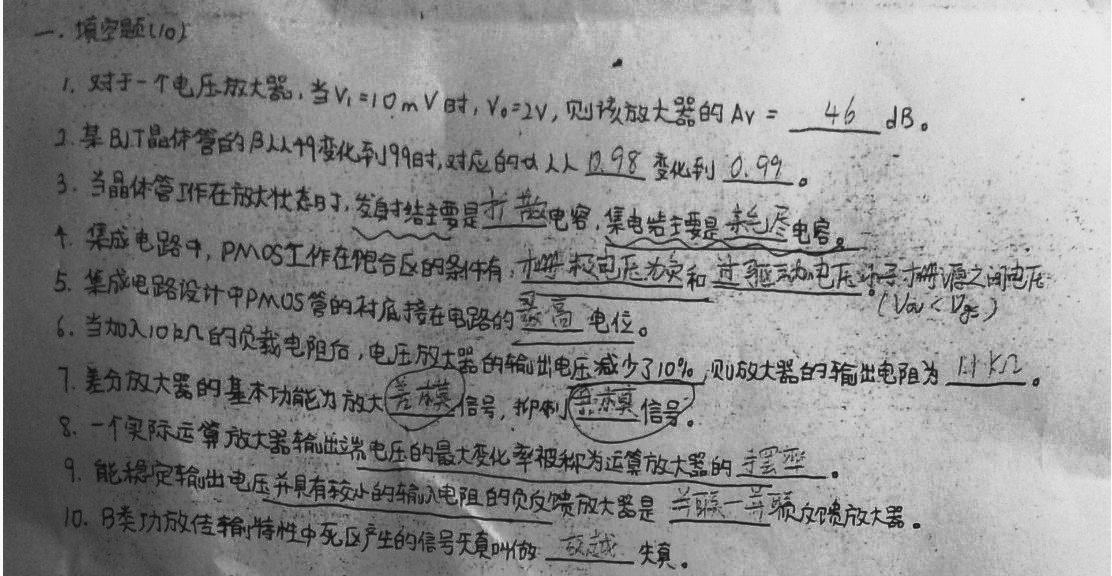 一. 填空题(10)
1. 对于一个电压放大器,当V₁=10mV时,V₀=2V,则该放大器的Av= 46 dB。
2. 某BJT晶体管的β从49变化到99时,对应的α从 0.98 变化到 0.99。
3. 当晶体管工作在放大状态时,发射结主要是扩散电容,集电结主要是耗尽电容。
4. 集成电路中,PMOS工作在饱合区的条件有,栅极电压为负和过驱动电压小于栅源之间电压
(Vov<Vgs)
5. 集成电路设计中PMOS管的衬底接在电路的最高电位。
6. 当加入10kΩ的负载电阻后,电压放大器的输出电压减少了10%,则放大器的输出电阻为 1.1KΩ。
7. 差分放大器的基本功能为放大差模信号,抑制共模信号。
8. 一个实际运算放大器输出端电压的最大变化率被称为运算放大器的摆率。
9. 能稳定输出电压并具有较小的输入电阻的负反馈放大器是并联一并联反馈放大器。
10. B类功放传输特性中死区产生的信号失真叫做 交越 失真。